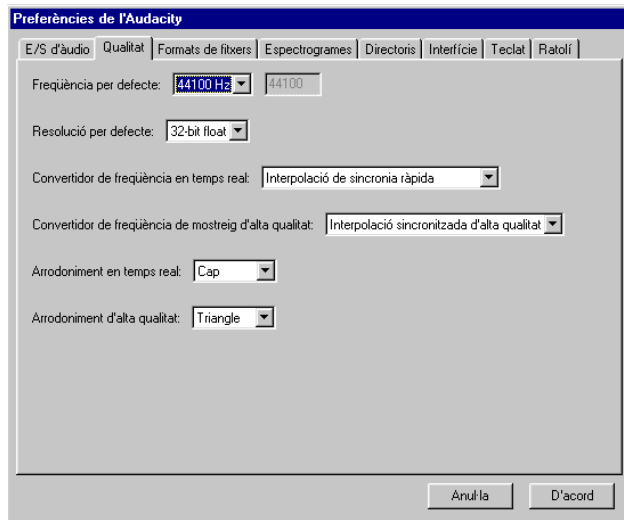 Preferències de l'Audacity
E/S d'àudio Qualitat Formats de fitxers Espectrogrames Directoris Interfície Teclat Ratolí
Freqüència per defecte: 44100 Hz 44100
Resolució per defecte: 32-bit float
Convertidor de freqüència en temps real: Interpolació de sincronia ràpida
Convertidor de freqüència de mostreig d'alta qualitat: Interpolació sincronitzada d'alta qualitat
Arrodoniment en temps real: Cap
Arrodoniment d'alta qualitat: Triangle
Anul·la D'acord